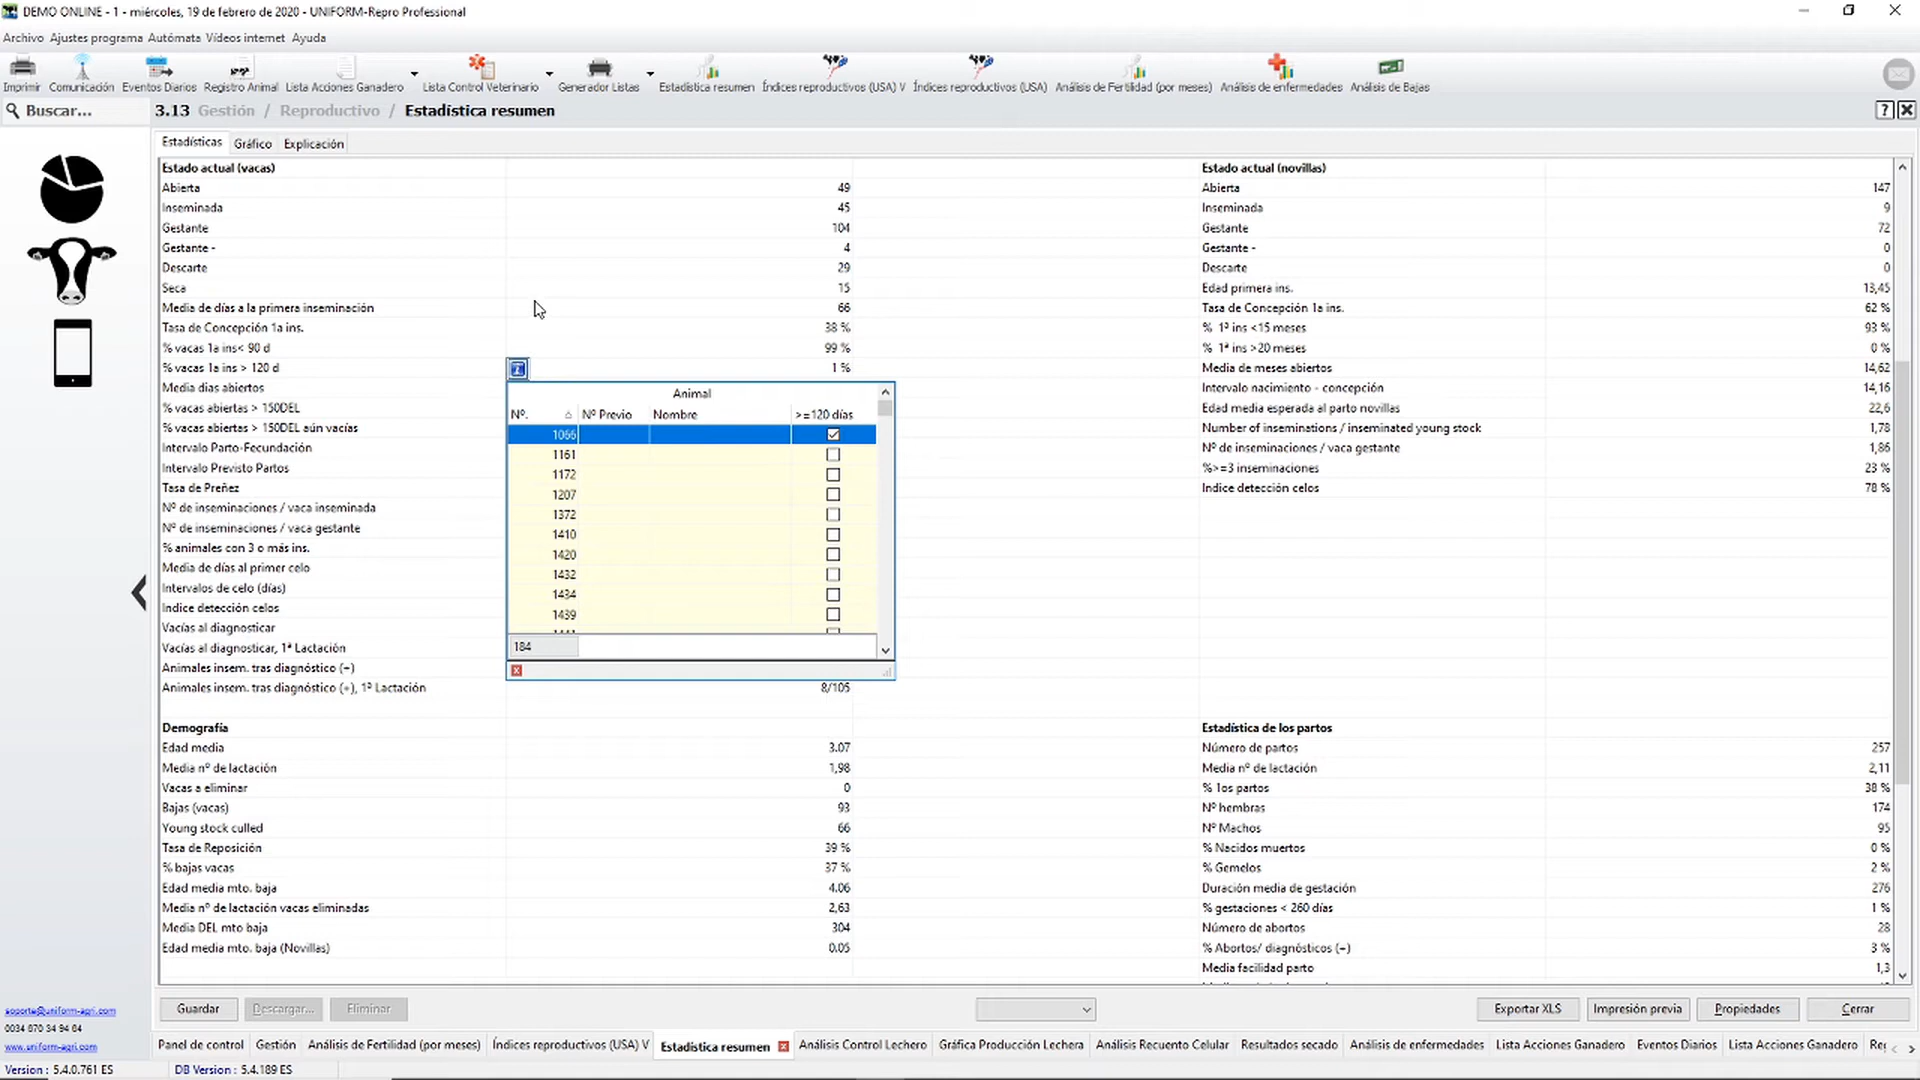 DEMO ONLINE - 1 - miércoles, 19 de febrero de 2020 - UNIFORM-Repro Professional
Archivo Ajustes programa Autómata Vídeos internet Ayuda
Imprimir Comunicación Eventos Diarios Registro Animal Lista Acciones Ganadero Lista Control Veterinario Generador Listas Estadística resumen Índices reproductivos (USA) V Índices reproductivos (USA) Análisis de Fertilidad (por meses) Análisis de enfermedades Análisis de Bajas
Buscar...
3.13 Gestión / Reproductivo / Estadística resumen
Estadísticas Gráfico Explicación
Estado actual (vacas)
Abierta 49
Inseminada 45
Gestante 104
Gestante - 4
Descarte 29
Seca 15
Media de días a la primera inseminación 66
Tasa de Concepción 1a ins. 38 %
% vacas 1a ins< 90 d 99 %
% vacas 1a ins > 120 d 1 %
Media dias abiertos
% vacas abiertas > 150DEL
% vacas abiertas > 150DEL aún vacías
Intervalo Parto-Fecundación
Intervalo Previsto Partos
Tasa de Preñez
Nº de inseminaciones / vaca inseminada
Nº de inseminaciones / vaca gestante
% animales con 3 o más ins.
Media de días al primer celo
Intervalos de celo (días)
Indice detección celos
Vacías al diagnosticar
Vacías al diagnosticar, 1ª Lactación
Animales insem. tras diagnóstico (+)
Animales insem. tras diagnóstico (+), 1º Lactación 8/105
Animal
Nº. Nº Previo Nombre >=120 días
1066
1161
1172
1207
1372
1410
1420
1432
1434
1439
184
Estado actual (novillas)
Abierta 147
Inseminada 9
Gestante 72
Gestante - 0
Descarte 0
Edad primera ins. 13,45
Tasa de Concepción 1a ins. 62 %
% 1ª ins <15 meses 93 %
% 1ª ins >20 meses 0 %
Media de meses abiertos 14,62
Intervalo nacimiento - concepción 14,16
Edad media esperada al parto novillas 22,6
Number of inseminations / inseminated young stock 1,78
Nº de inseminaciones / vaca gestante 1,86
%>=3 inseminaciones 23 %
Indice detección celos 78 %
Demografía
Edad media 3.07
Media nº de lactación 1,98
Vacas a eliminar 0
Bajas (vacas) 93
Young stock culled 66
Tasa de Reposición 39 %
% bajas vacas 37 %
Edad media mto. baja 4.06
Media nº de lactación vacas eliminadas 2,63
Media DEL mto baja 304
Edad media mto. baja (Novillas) 0.05
Estadística de los partos
Número de partos 257
Media nº de lactación 2,11
% 1os partos 38 %
Nº hembras 174
Nº Machos 95
% Nacidos muertos 0 %
% Gemelos 2 %
Duración media de gestación 276
% gestaciones < 260 días 1 %
Número de abortos 28
% Abortos/ diagnósticos (+) 3 %
Media facilidad parto 1,3
Guardar Descargar... Eliminar Exportar XLS Impresión previa Propiedades Cerrar
soporte@uniform-agri.com
0034 870 34 94 84
www.uniform-agri.com
Panel de control Gestión Análisis de Fertilidad (por meses) Índices reproductivos (USA) V Estadística resumen Análisis Control Lechero Gráfica Producción Lechera Análisis Recuento Celular Resultados secado Análisis de enfermedades Lista Acciones Ganadero Eventos Diarios Lista Acciones Ganadero
Version : 5.4.0.761 ES DB Version : 5.4.189 ES